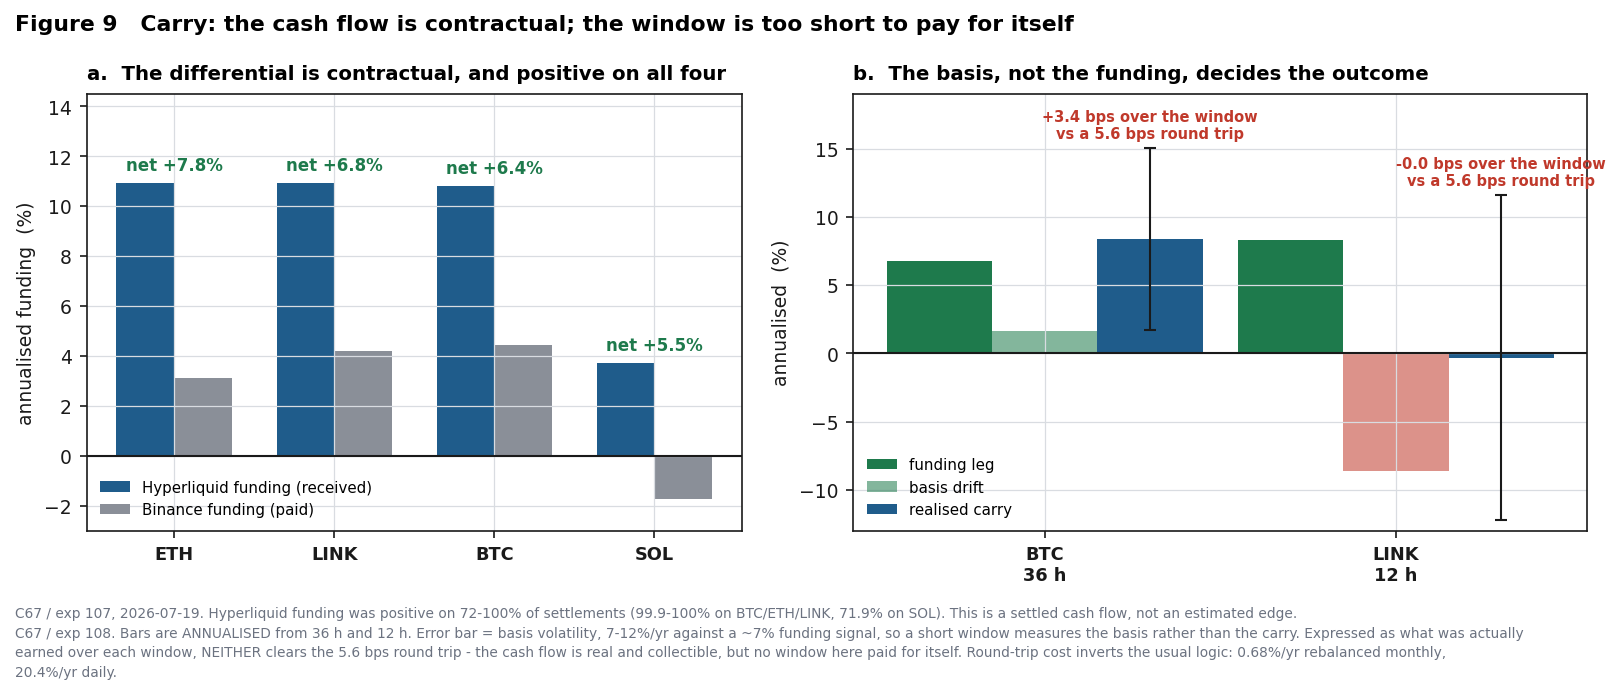 Figure 9   Carry: the cash flow is contractual; the window is too short to pay for itself
a.  The differential is contractual, and positive on all four
annualised funding  (%)
14
12
10
8
6
4
2
0
−2
net +7.8%
net +6.8%
net +6.4%
net +5.5%
Hyperliquid funding (received)
Binance funding (paid)
ETH
LINK
BTC
SOL
b.  The basis, not the funding, decides the outcome
annualised  (%)
15
10
5
0
−5
−10
+3.4 bps over the window
vs a 5.6 bps round trip
-0.0 bps over the window
vs a 5.6 bps round trip
funding leg
basis drift
realised carry
BTC
36 h
LINK
12 h
C67 / exp 107, 2026-07-19. Hyperliquid funding was positive on 72-100% of settlements (99.9-100% on BTC/ETH/LINK, 71.9% on SOL). This is a settled cash flow, not an estimated edge.
C67 / exp 108. Bars are ANNUALISED from 36 h and 12 h. Error bar = basis volatility, 7-12%/yr against a ~7% funding signal, so a short window measures the basis rather than the carry. Expressed as what was actually
earned over each window, NEITHER clears the 5.6 bps round trip - the cash flow is real and collectible, but no window here paid for itself. Round-trip cost inverts the usual logic: 0.68%/yr rebalanced monthly,
20.4%/yr daily.